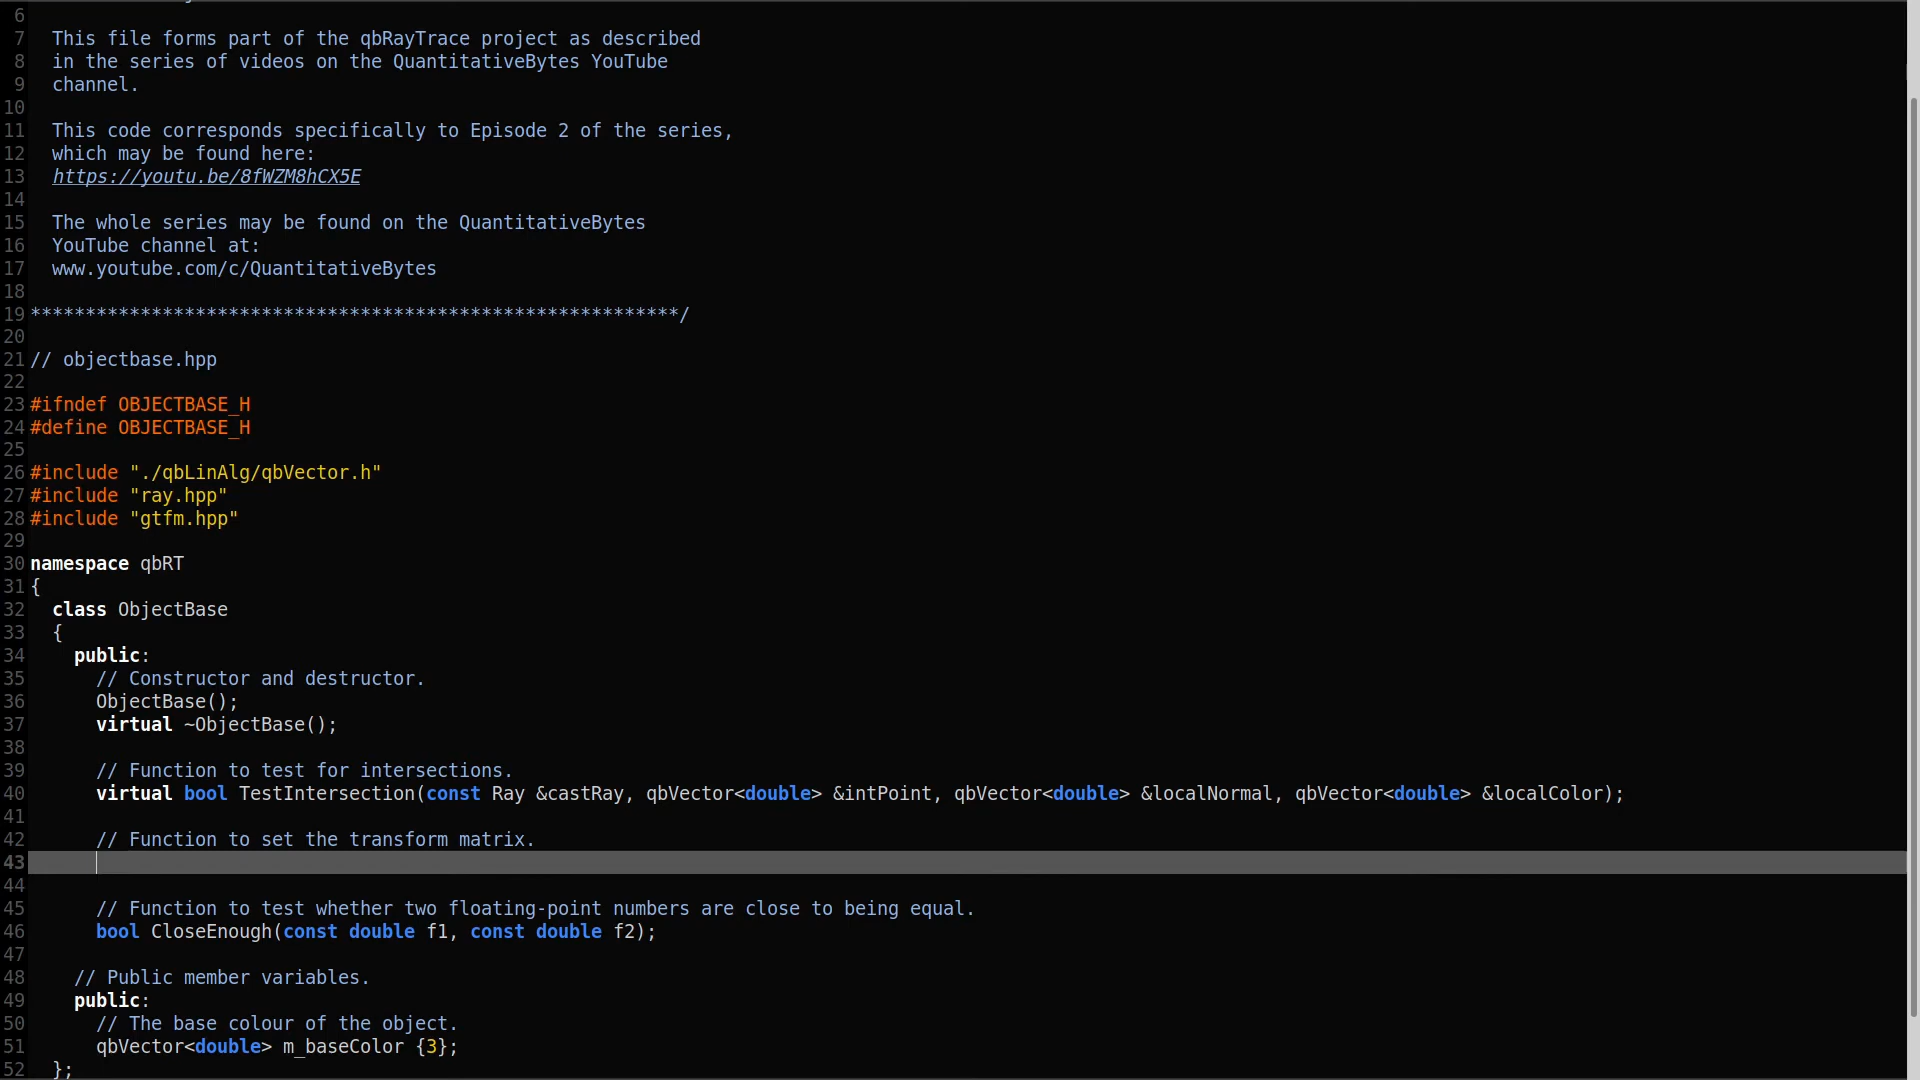 6
7 This file forms part of the qbRayTrace project as described
8 in the series of videos on the QuantitativeBytes YouTube
9 channel.
10
11 This code corresponds specifically to Episode 2 of the series,
12 which may be found here:
13 https://youtu.be/8fWZM8hCX5E
14
15 The whole series may be found on the QuantitativeBytes
16 YouTube channel at:
17 www.youtube.com/c/QuantitativeBytes
18
19 ***********************************************************/
20
21 // objectbase.hpp
22
23 #ifndef OBJECTBASE_H
24 #define OBJECTBASE_H
25
26 #include "./qbLinAlg/qbVector.h"
27 #include "ray.hpp"
28 #include "gtfm.hpp"
29
30 namespace qbRT
31 {
32 class ObjectBase
33 {
34 public:
35 // Constructor and destructor.
36 ObjectBase();
37 virtual ~ObjectBase();
38
39 // Function to test for intersections.
40 virtual bool TestIntersection(const Ray &castRay, qbVector<double> &intPoint, qbVector<double> &localNormal, qbVector<double> &localColor);
41
42 // Function to set the transform matrix.
43
44
45 // Function to test whether two floating-point numbers are close to being equal.
46 bool CloseEnough(const double f1, const double f2);
47
48 // Public member variables.
49 public:
50 // The base colour of the object.
51 qbVector<double> m_baseColor {3};
52 };